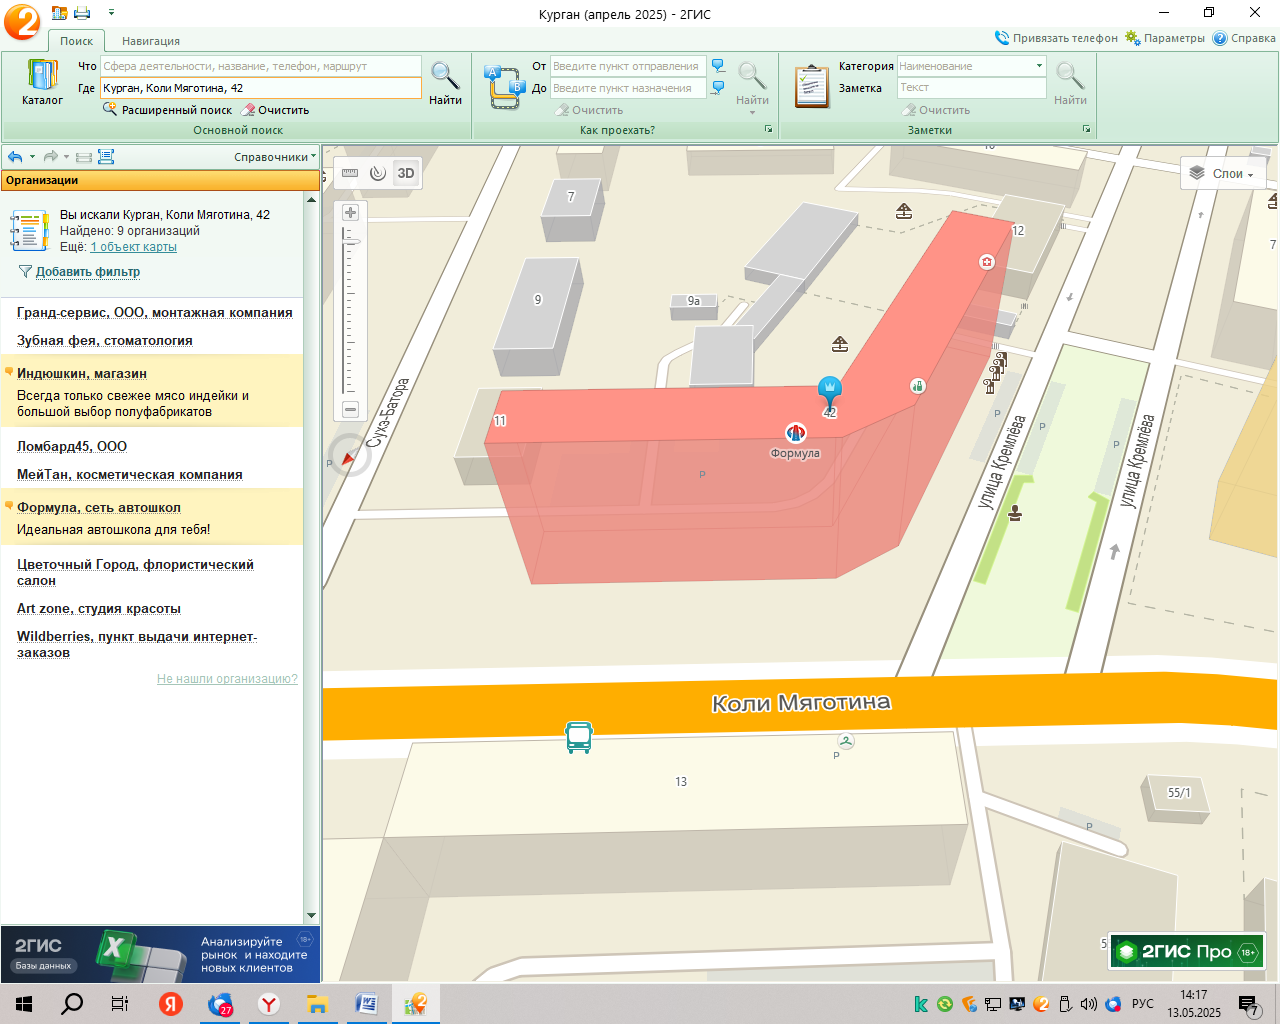 Курган (апрель 2025) - 2ГИС
Поиск
Навигация
Привязать телефон
Параметры
Справка
Каталог
Что
Сфера деятельности, название, телефон, маршрут
Где
Курган, Коли Мяготина, 42
Расширенный поиск
Очистить
Найти
Основной поиск
От
Введите пункт отправления
До
Введите пункт назначения
Очистить
Найти
Как проехать?
Категория
Наименование
Заметка
Текст
Очистить
Найти
Заметки
Справочники
Организации
Вы искали Курган, Коли Мяготина, 42
Найдено: 9 организаций
Ещё: 1 объект карты
Добавить фильтр
Гранд-сервис, ООО, монтажная компания
Зубная фея, стоматология
Индюшкин, магазин
Всегда только свежее мясо индейки и
большой выбор полуфабрикатов
Ломбард45, ООО
МейТан, косметическая компания
Формула, сеть автошкол
Идеальная автошкола для тебя!
Цветочный Город, флористический
салон
Art zone, студия красоты
Wildberries, пункт выдачи интернет-
заказов
Не нашли организацию?
2ГИС
Базы данных
Анализируйте
рынок и находите
новых клиентов
18+
3D
Слои
7
12
7
9
9а
11
42
Формула
P
P
P
P
P
Сухэ-Батора
улица Кремлёва
улица Кремлёва
Коли Мяготина
13
P
55/1
P
2ГИС Про
18+
27
РУС
14:17
13.05.2025
7